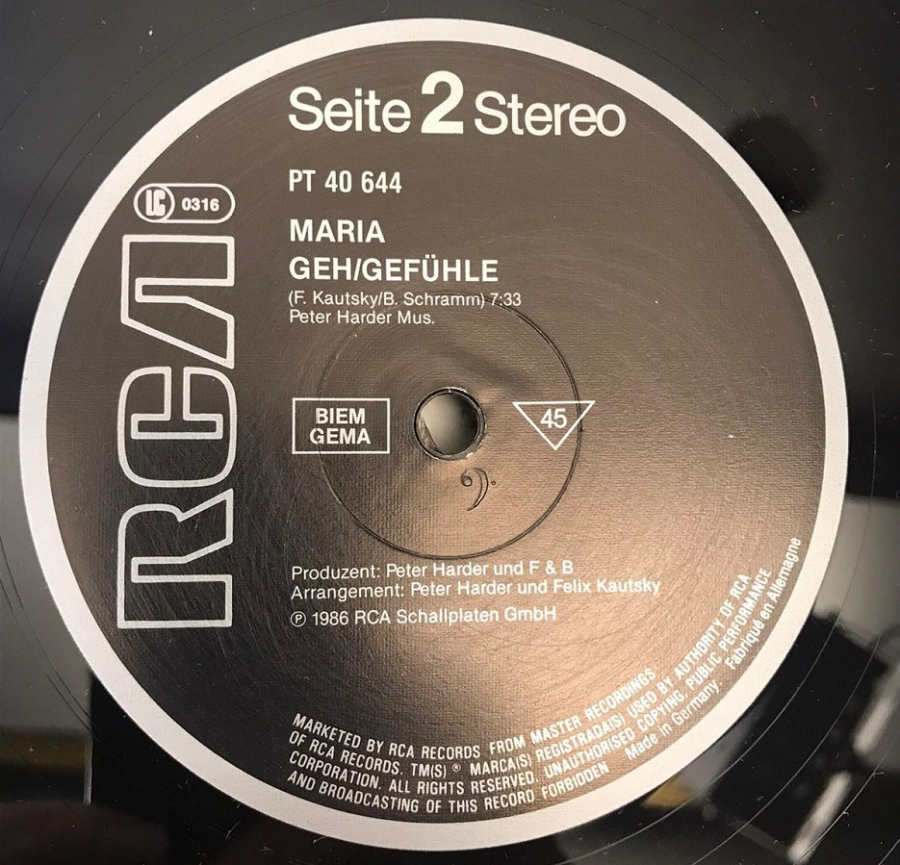 Seite 2 Stereo
PT 40 644
LC 0316
RCA
MARIA
GEH/GEFÜHLE
(F. Kautsky/B. Schramm) 7:33
Peter Harder Mus.
BIEM
GEMA
45
Produzent: Peter Harder und F & B
Arrangement: Peter Harder und Felix Kautsky
℗ 1986 RCA Schallplaten GmbH
MARKETED BY RCA RECORDS FROM MASTER RECORDINGS
OF RCA RECORDS. TM(S) ® MARCA(S) REGISTRADA(S) USED BY AUTHORITY OF RCA
CORPORATION. ALL RIGHTS RESERVED. UNAUTHORISED COPYING, PUBLIC PERFORMANCE
AND BROADCASTING OF THIS RECORD FORBIDDEN Made in Germany. Fabriqué en Allemagne